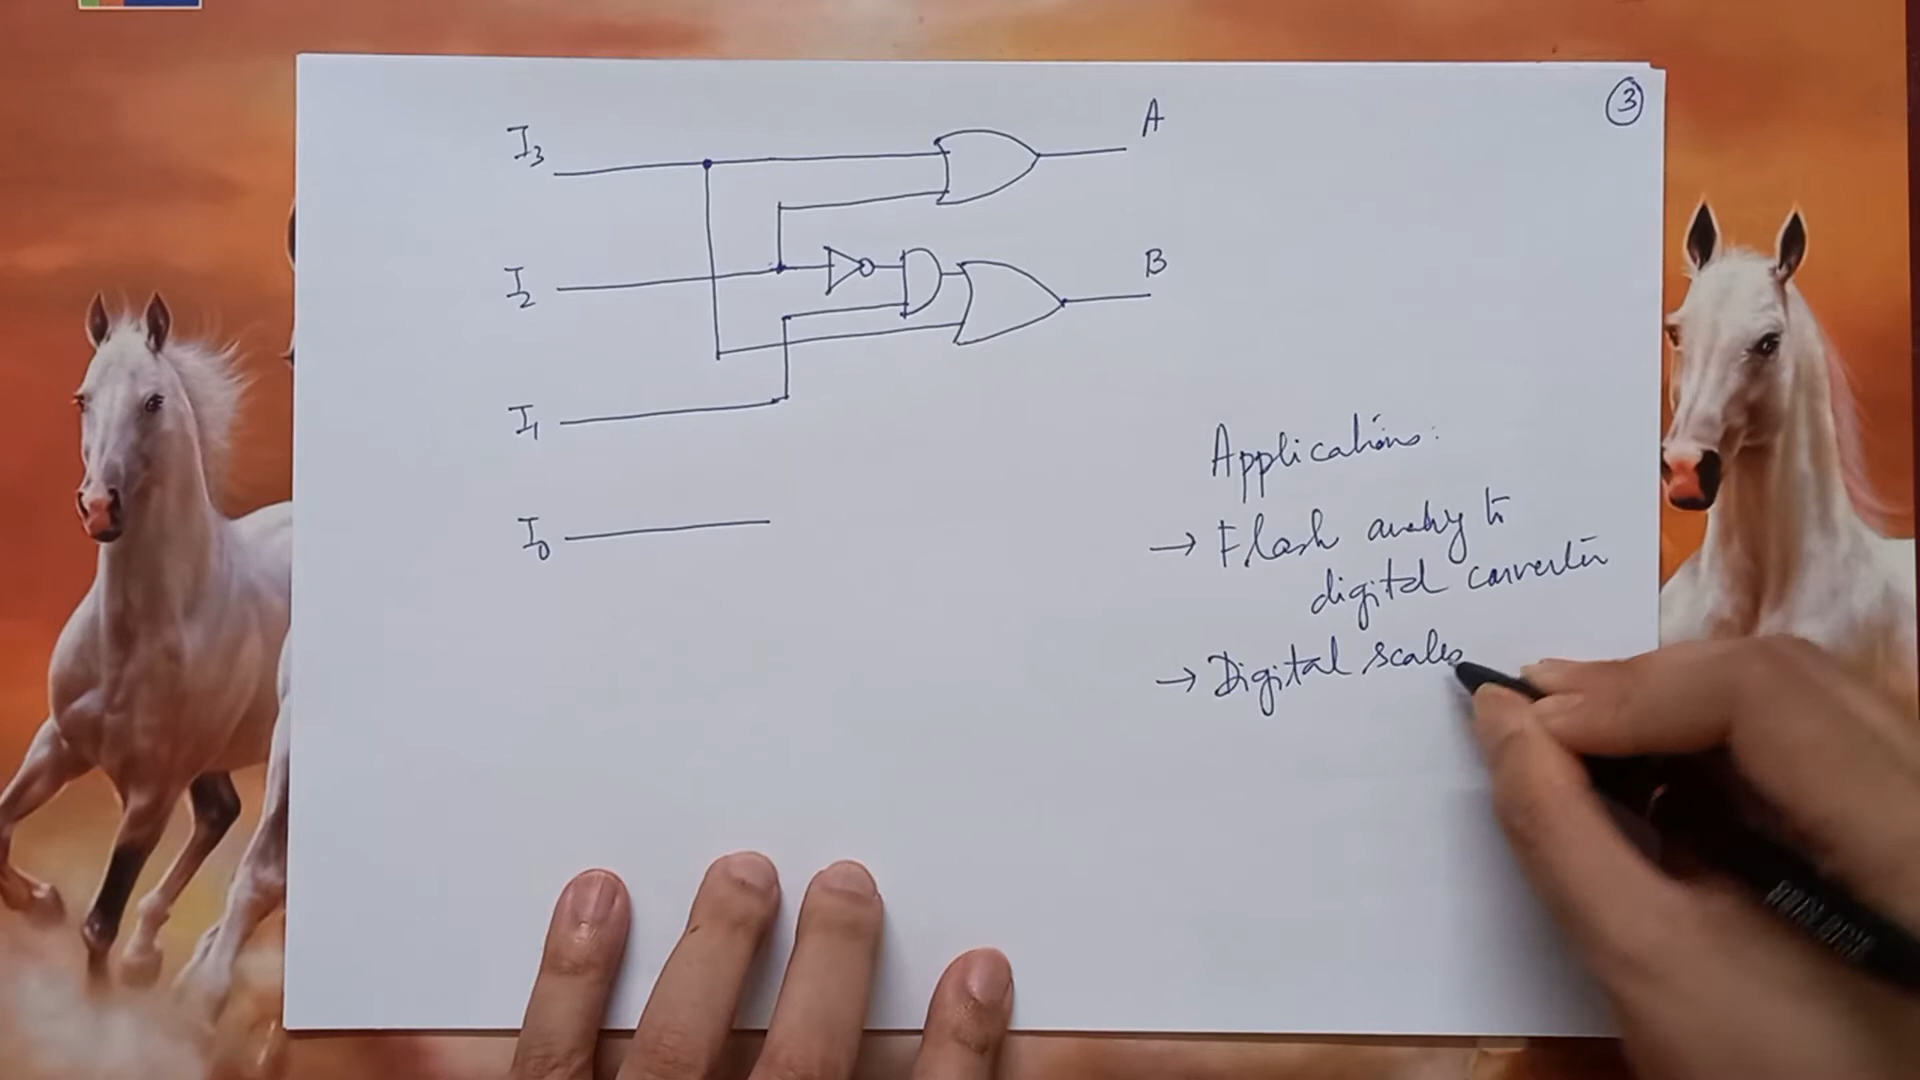 3
I3
A
I2
B
I1
I0
Applications:
→ Flash analog to
digital converter
→ Digital scales